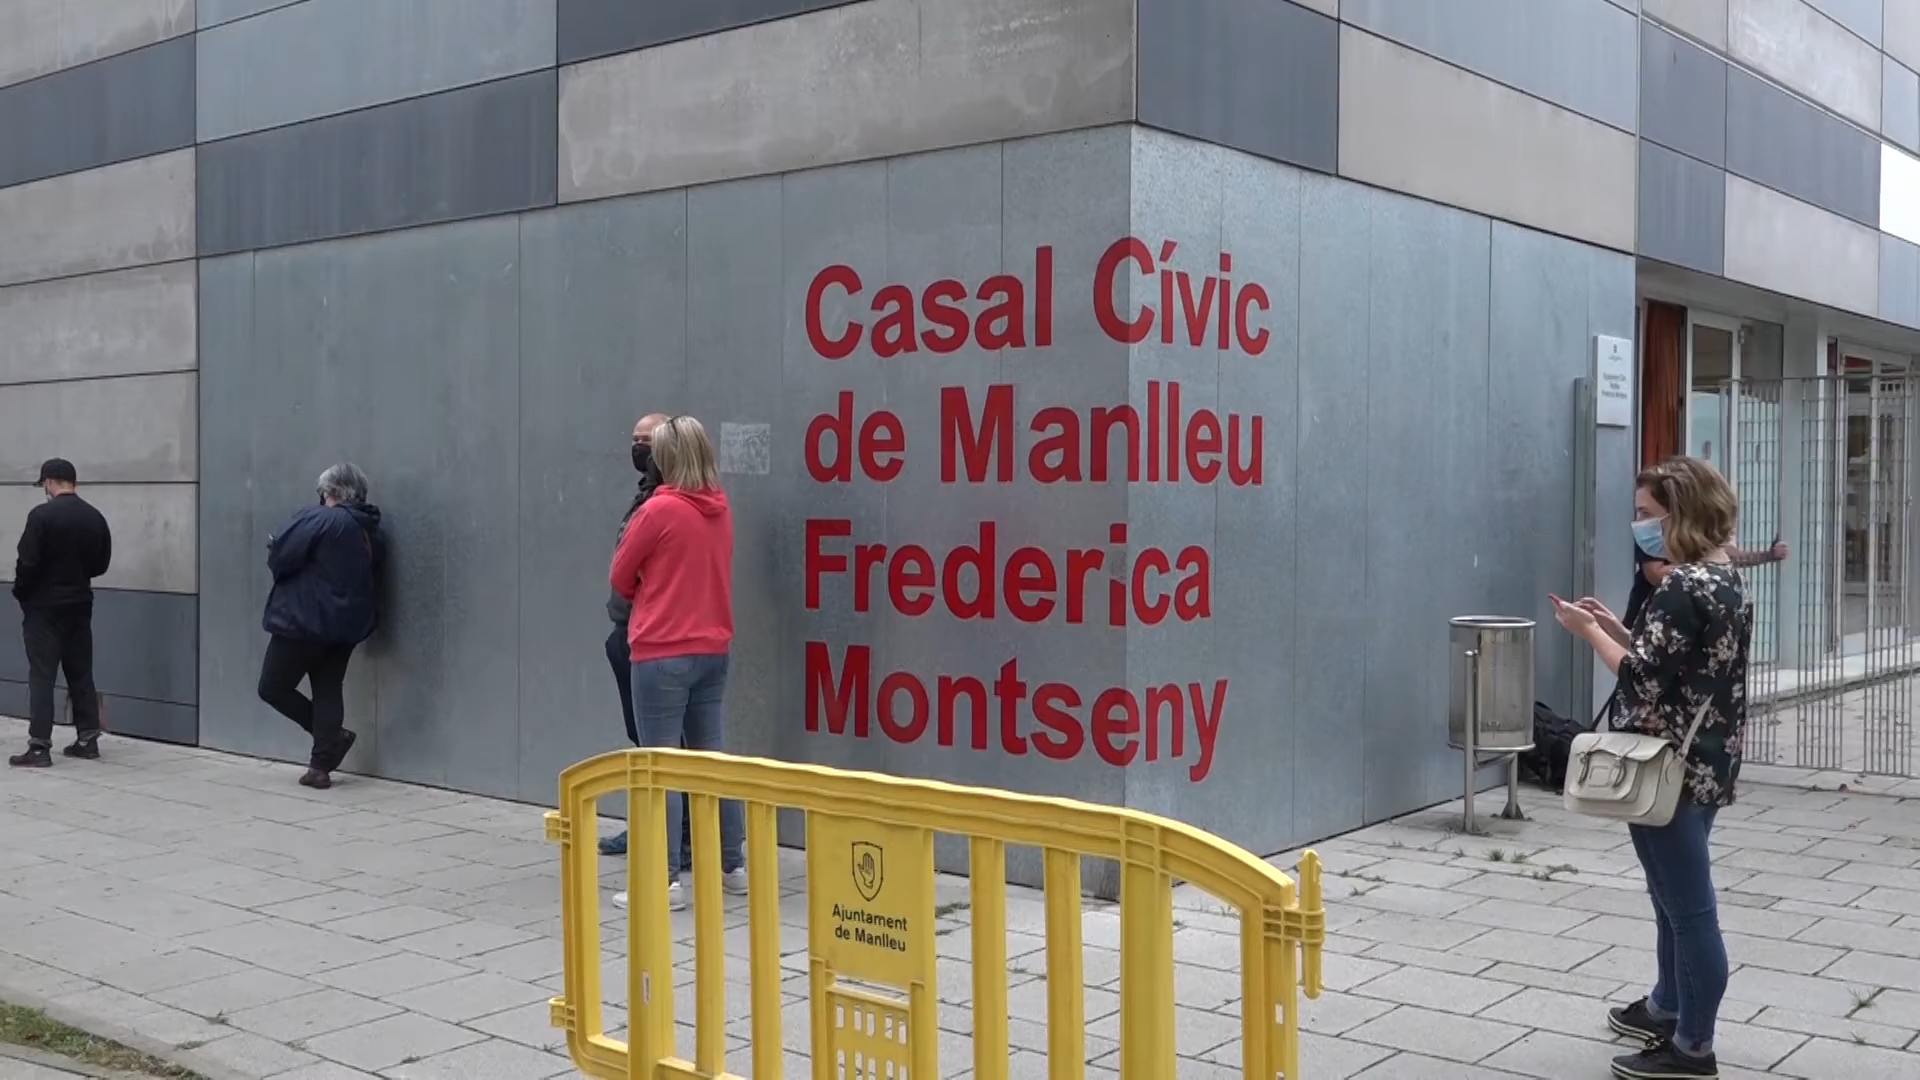 Casal Cívic
de Manlleu
Frederica
Montseny
Ajuntament
de Manlleu